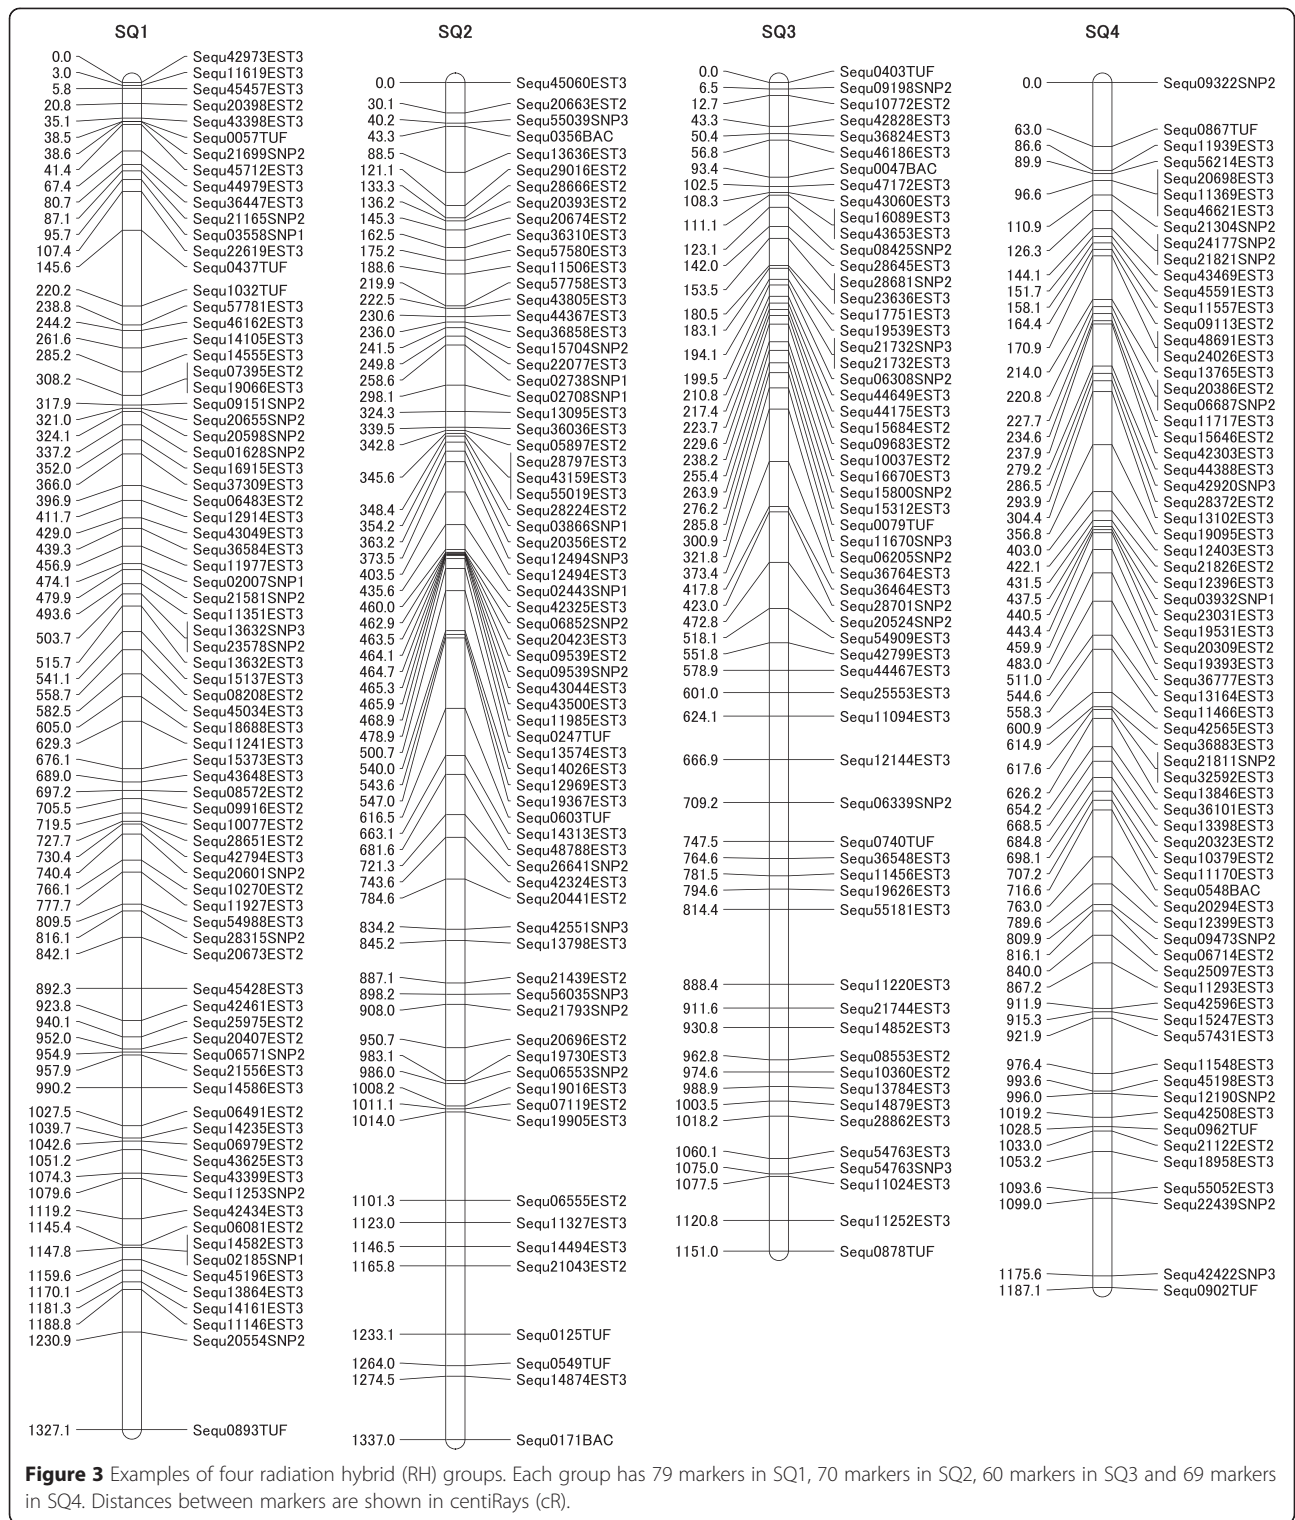 SQ1
0.0 Sequ42973EST3
3.0 Sequ11619EST3
5.8 Sequ45457EST3
20.8 Sequ20398EST2
35.1 Sequ43398EST3
38.5 Sequ0057TUF
38.6 Sequ21699SNP2
41.4 Sequ45712EST3
67.4 Sequ44979EST3
80.7 Sequ36447EST3
87.1 Sequ21165SNP2
95.7 Sequ03558SNP1
107.4 Sequ22619EST3
145.6 Sequ0437TUF
220.2 Sequ1032TUF
238.8 Sequ57781EST3
244.2 Sequ46162EST3
261.6 Sequ14105EST3
285.2 Sequ14555EST3
308.2 Sequ07395EST2
Sequ19066EST3
317.9 Sequ09151SNP2
321.0 Sequ20655SNP2
324.1 Sequ20598SNP2
337.2 Sequ01628SNP2
352.0 Sequ16915EST3
366.0 Sequ37309EST3
396.9 Sequ06483EST2
411.7 Sequ12914EST3
429.0 Sequ43049EST3
439.3 Sequ36584EST3
456.9 Sequ11977EST3
474.1 Sequ02007SNP1
479.9 Sequ21581SNP2
493.6 Sequ11351EST3
503.7 Sequ13632SNP3
Sequ23578SNP2
515.7 Sequ13632EST3
541.1 Sequ15137EST3
558.7 Sequ08208EST2
582.5 Sequ45034EST3
605.0 Sequ18688EST3
629.3 Sequ11241EST3
676.1 Sequ15373EST3
689.0 Sequ43648EST3
697.2 Sequ08572EST2
705.5 Sequ09916EST2
719.5 Sequ10077EST2
727.7 Sequ28651EST2
730.4 Sequ42794EST3
740.4 Sequ20601SNP2
766.1 Sequ10270EST2
777.7 Sequ11927EST3
809.5 Sequ54988EST3
816.1 Sequ28315SNP2
842.1 Sequ20673EST2
892.3 Sequ45428EST3
923.8 Sequ42461EST3
940.1 Sequ25975EST2
952.0 Sequ20407EST2
954.9 Sequ06571SNP2
957.9 Sequ21556EST3
990.2 Sequ14586EST3
1027.5 Sequ06491EST2
1039.7 Sequ14235EST3
1042.6 Sequ06979EST2
1051.2 Sequ43625EST3
1074.3 Sequ43399EST3
1079.6 Sequ11253SNP2
1119.2 Sequ42434EST3
1145.4 Sequ06081EST2
1147.8 Sequ14582EST3
Sequ02185SNP1
1159.6 Sequ45196EST3
1170.1 Sequ13864EST3
1181.3 Sequ14161EST3
1188.8 Sequ11146EST3
1230.9 Sequ20554SNP2
1327.1 Sequ0893TUF
SQ2
0.0 Sequ45060EST3
30.1 Sequ20663EST2
40.2 Sequ55039SNP3
43.3 Sequ0356BAC
88.5 Sequ13636EST3
121.1 Sequ29016EST2
133.3 Sequ28666EST2
136.2 Sequ20393EST2
145.3 Sequ20674EST2
162.5 Sequ36310EST3
175.2 Sequ57580EST3
188.6 Sequ11506EST3
219.9 Sequ57758EST3
222.5 Sequ43805EST3
230.6 Sequ44367EST3
236.0 Sequ36858EST3
241.5 Sequ15704SNP2
249.8 Sequ22077EST3
258.6 Sequ02738SNP1
298.1 Sequ02708SNP1
324.3 Sequ13095EST3
339.5 Sequ36036EST3
342.8 Sequ05897EST2
Sequ28797EST3
345.6 Sequ43159EST3
Sequ55019EST3
348.4 Sequ28224EST2
354.2 Sequ03866SNP1
363.2 Sequ20356EST2
373.5 Sequ12494SNP3
403.5 Sequ12494EST3
435.6 Sequ02443SNP1
460.0 Sequ42325EST3
462.9 Sequ06852SNP2
463.5 Sequ20423EST3
464.1 Sequ09539EST2
464.7 Sequ09539SNP2
465.3 Sequ43044EST3
465.9 Sequ43500EST3
468.9 Sequ11985EST3
478.9 Sequ0247TUF
500.7 Sequ13574EST3
540.0 Sequ14026EST3
543.6 Sequ12969EST3
547.0 Sequ19367EST3
616.5 Sequ0603TUF
663.1 Sequ14313EST3
681.6 Sequ48788EST3
721.3 Sequ26641SNP2
743.6 Sequ42324EST3
784.6 Sequ20441EST2
834.2 Sequ42551SNP3
845.2 Sequ13798EST3
887.1 Sequ21439EST2
898.2 Sequ56035SNP3
908.0 Sequ21793SNP2
950.7 Sequ20696EST2
983.1 Sequ19730EST3
986.0 Sequ06553SNP2
1008.2 Sequ19016EST3
1011.1 Sequ07119EST2
1014.0 Sequ19905EST3
1101.3 Sequ06555EST2
1123.0 Sequ11327EST3
1146.5 Sequ14494EST3
1165.8 Sequ21043EST2
1233.1 Sequ0125TUF
1264.0 Sequ0549TUF
1274.5 Sequ14874EST3
1337.0 Sequ0171BAC
SQ3
0.0 Sequ0403TUF
6.5 Sequ09198SNP2
12.7 Sequ10772EST2
43.3 Sequ42828EST3
50.4 Sequ36824EST3
56.8 Sequ46186EST3
93.4 Sequ0047BAC
102.5 Sequ47172EST3
108.3 Sequ43060EST3
111.1 Sequ16089EST3
Sequ43653EST3
123.1 Sequ08425SNP2
142.0 Sequ28645EST3
153.5 Sequ28681SNP2
Sequ23636EST3
180.5 Sequ17751EST3
183.1 Sequ19539EST3
194.1 Sequ21732SNP3
Sequ21732EST3
199.5 Sequ06308SNP2
210.8 Sequ44649EST3
217.4 Sequ44175EST3
223.7 Sequ15684EST2
229.6 Sequ09683EST2
238.2 Sequ10037EST2
255.4 Sequ16670EST3
263.9 Sequ15800SNP2
276.2 Sequ15312EST3
285.8 Sequ0079TUF
300.9 Sequ11670SNP3
321.8 Sequ06205SNP2
373.4 Sequ36764EST3
417.8 Sequ36464EST3
423.0 Sequ28701SNP2
472.8 Sequ20524SNP2
518.1 Sequ54909EST3
551.8 Sequ42799EST3
578.9 Sequ44467EST3
601.0 Sequ25553EST3
624.1 Sequ11094EST3
666.9 Sequ12144EST3
709.2 Sequ06339SNP2
747.5 Sequ0740TUF
764.6 Sequ36548EST3
781.5 Sequ11456EST3
794.6 Sequ19626EST3
814.4 Sequ55181EST3
888.4 Sequ11220EST3
911.6 Sequ21744EST3
930.8 Sequ14852EST3
962.8 Sequ08553EST2
974.6 Sequ10360EST2
988.9 Sequ13784EST3
1003.5 Sequ14879EST3
1018.2 Sequ28862EST3
1060.1 Sequ54763EST3
1075.0 Sequ54763SNP3
1077.5 Sequ11024EST3
1120.8 Sequ11252EST3
1151.0 Sequ0878TUF
SQ4
0.0 Sequ09322SNP2
63.0 Sequ0867TUF
86.6 Sequ11939EST3
89.9 Sequ56214EST3
Sequ20698EST3
96.6 Sequ11369EST3
Sequ46621EST3
110.9 Sequ21304SNP2
126.3 Sequ24177SNP2
Sequ21821SNP2
144.1 Sequ43469EST3
151.7 Sequ45591EST3
158.1 Sequ11557EST3
164.4 Sequ09113EST2
170.9 Sequ48691EST3
Sequ24026EST3
214.0 Sequ13765EST3
220.8 Sequ20386EST2
Sequ06687SNP2
227.7 Sequ11717EST3
234.6 Sequ15646EST2
237.9 Sequ42303EST3
279.2 Sequ44388EST3
286.5 Sequ42920SNP3
293.9 Sequ28372EST2
304.4 Sequ13102EST3
356.8 Sequ19095EST3
403.0 Sequ12403EST3
422.1 Sequ21826EST2
431.5 Sequ12396EST3
437.5 Sequ03932SNP1
440.5 Sequ23031EST3
443.4 Sequ19531EST3
459.9 Sequ20309EST2
483.0 Sequ19393EST3
511.0 Sequ36777EST3
544.6 Sequ13164EST3
558.3 Sequ11466EST3
600.9 Sequ42565EST3
614.9 Sequ36883EST3
617.6 Sequ21811SNP2
Sequ32592EST3
626.2 Sequ13846EST3
654.2 Sequ36101EST3
668.5 Sequ13398EST3
684.8 Sequ20323EST2
698.1 Sequ10379EST2
707.2 Sequ11170EST3
716.6 Sequ0548BAC
763.0 Sequ20294EST3
789.6 Sequ12399EST3
809.9 Sequ09473SNP2
816.1 Sequ06714EST2
840.0 Sequ25097EST3
867.2 Sequ11293EST3
911.9 Sequ42596EST3
915.3 Sequ15247EST3
921.9 Sequ57431EST3
976.4 Sequ11548EST3
993.6 Sequ45198EST3
996.0 Sequ12190SNP2
1019.2 Sequ42508EST3
1028.5 Sequ0962TUF
1033.0 Sequ21122EST2
1053.2 Sequ18958EST3
1093.6 Sequ55052EST3
1099.0 Sequ22439SNP2
1175.6 Sequ42422SNP3
1187.1 Sequ0902TUF
Figure 3 Examples of four radiation hybrid (RH) groups. Each group has 79 markers in SQ1, 70 markers in SQ2, 60 markers in SQ3 and 69 markers
in SQ4. Distances between markers are shown in centiRays (cR).